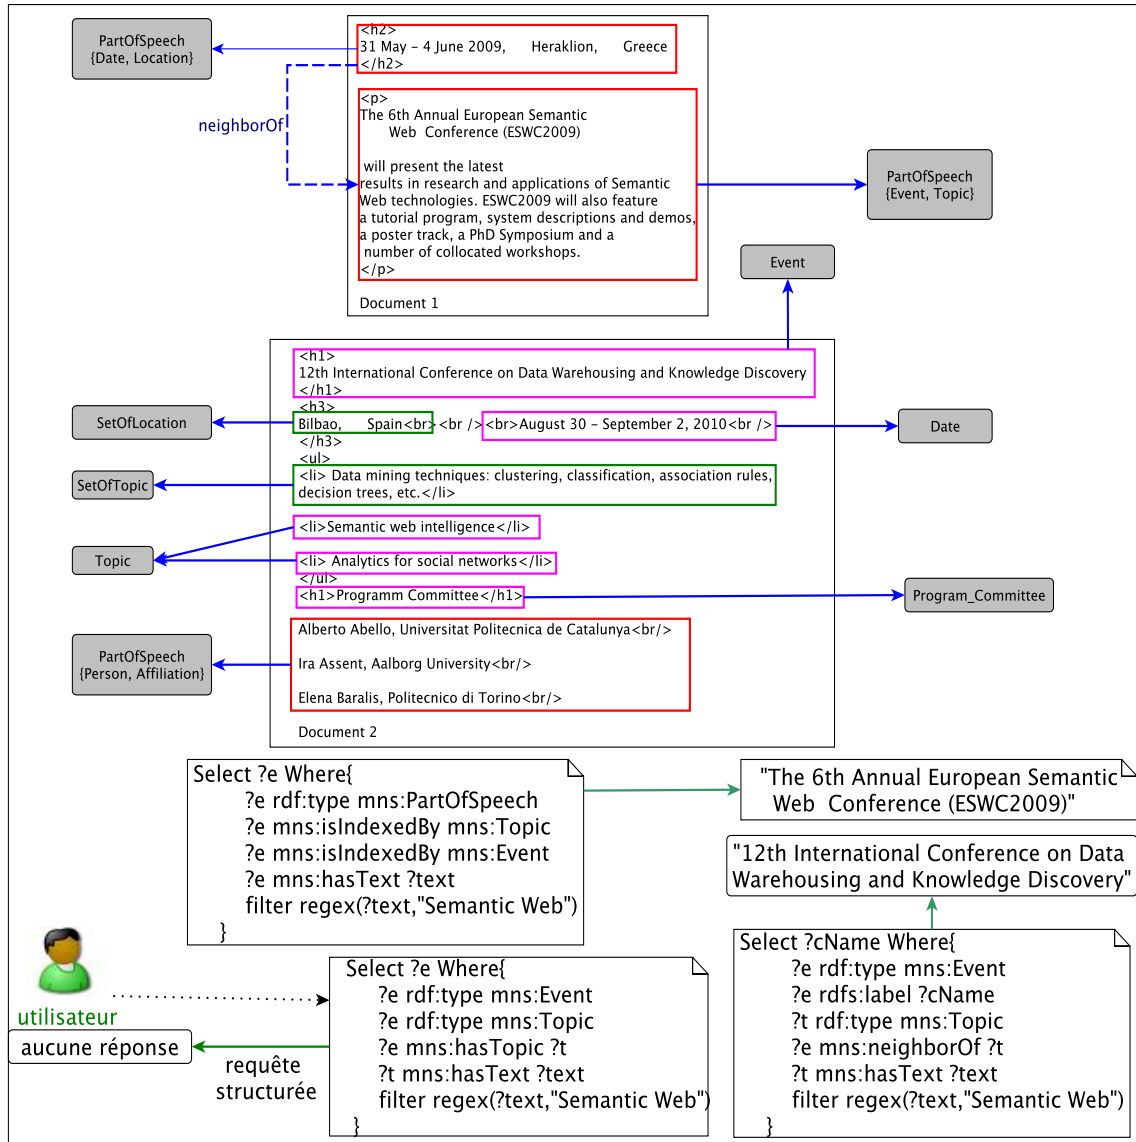 PartOfSpeech
{Date, Location}
<h2>
31 May – 4 June 2009, Heraklion, Greece
</h2>
neighborOf
<p>
The 6th Annual European Semantic
Web Conference (ESWC2009)
will present the latest
results in research and applications of Semantic
Web technologies. ESWC2009 will also feature
a tutorial program, system descriptions and demos,
a poster track, a PhD Symposium and a
number of collocated workshops.
</p>
Document 1
PartOfSpeech
{Event, Topic}
Event
<h1>
12th International Conference on Data Warehousing and Knowledge Discovery
</h1>
<h3>
SetOfLocation
Bilbao, Spain<br> <br /> <br>August 30 – September 2, 2010<br />
Date
</h3>
<ul>
SetOfTopic
<li> Data mining techniques: clustering, classification, association rules,
decision trees, etc.</li>
<li>Semantic web intelligence</li>
Topic
<li> Analytics for social networks</li>
</ul>
<h1>Programm Committee</h1>
Program_Committee
PartOfSpeech
{Person, Affiliation}
Alberto Abello, Universitat Politecnica de Catalunya<br/>
Ira Assent, Aalborg University<br/>
Elena Baralis, Politecnico di Torino<br/>
Document 2
Select ?e Where{
?e rdf:type mns:PartOfSpeech
?e mns:isIndexedBy mns:Topic
?e mns:isIndexedBy mns:Event
?e mns:hasText ?text
filter regex(?text,"Semantic Web")
}
"The 6th Annual European Semantic
Web Conference (ESWC2009)"
"12th International Conference on Data
Warehousing and Knowledge Discovery"
utilisateur
aucune réponse
requête
structurée
Select ?e Where{
?e rdf:type mns:Event
?e rdf:type mns:Topic
?e mns:hasTopic ?t
?t mns:hasText ?text
filter regex(?text,"Semantic Web")
}
Select ?cName Where{
?e rdf:type mns:Event
?e rdfs:label ?cName
?t rdf:type mns:Topic
?e mns:neighborOf ?t
?t mns:hasText ?text
filter regex(?text,"Semantic Web")
}